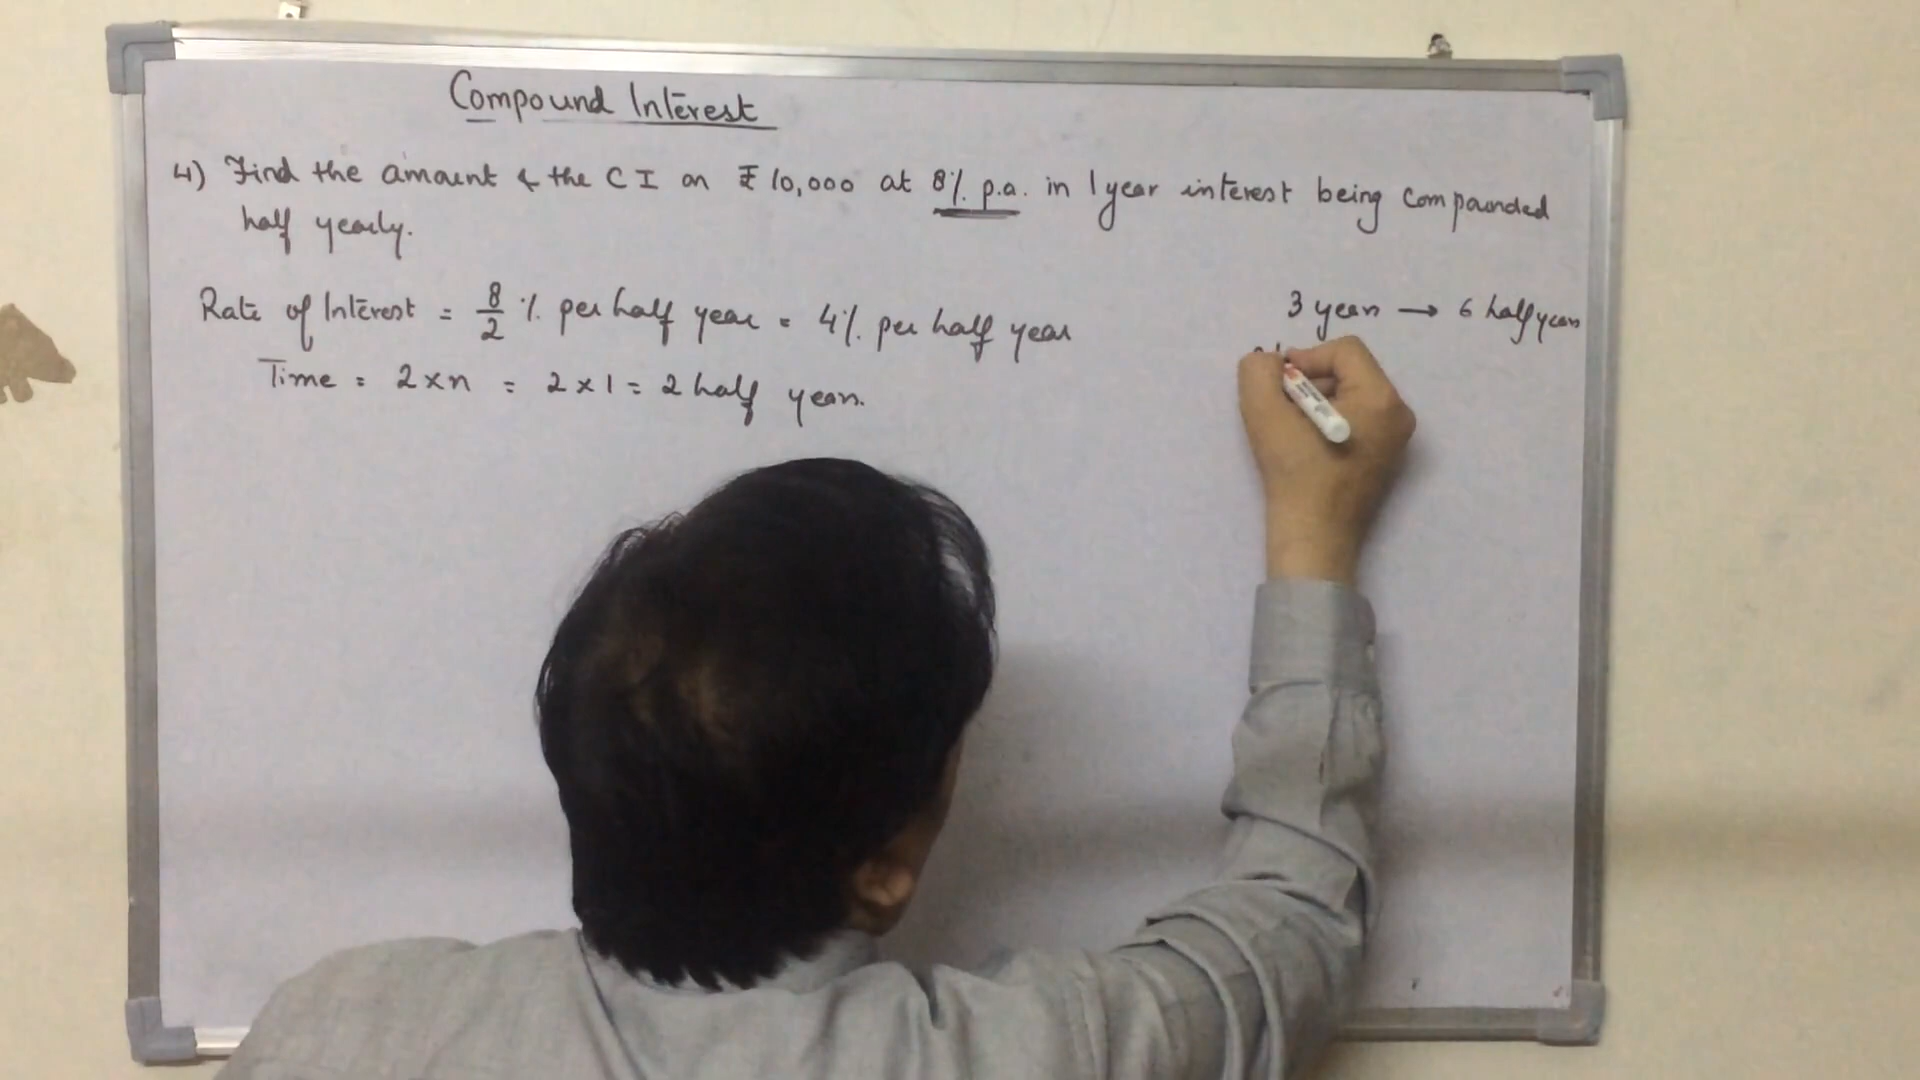 Compound Interest
4) Find the amount & the CI on ₹ 10,000 at 8% p.a. in 1 year interest being compounded
half yearly.
Rate of Interest = 8/2 % per half year = 4% per half year
3 years → 6 half years
Time = 2 × n = 2 × 1 = 2 half years.